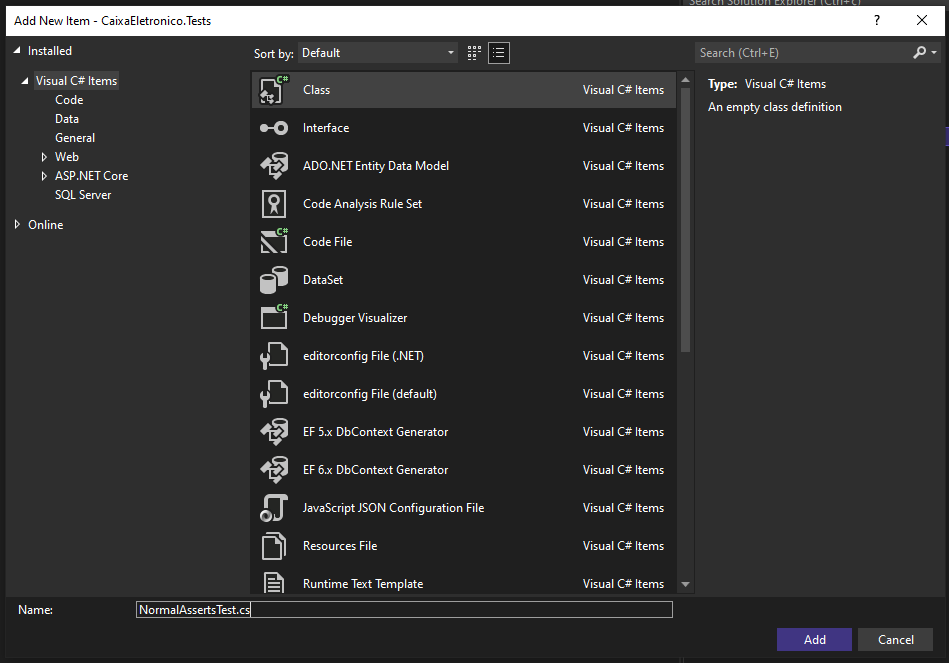 Search Solution Explorer (Ctrl+ç)
Add New Item - CaixaEletronico.Tests
?
Installed
Visual C# Items
Code
Data
General
Web
ASP.NET Core
SQL Server
Online
Sort by: Default
Search (Ctrl+E)
C# Class Visual C# Items
Interface Visual C# Items
ADO.NET Entity Data Model Visual C# Items
Code Analysis Rule Set Visual C# Items
C# Code File Visual C# Items
DataSet Visual C# Items
C# Debugger Visualizer Visual C# Items
editorconfig File (.NET) Visual C# Items
editorconfig File (default) Visual C# Items
EF 5.x DbContext Generator Visual C# Items
EF 6.x DbContext Generator Visual C# Items
JavaScript JSON Configuration File Visual C# Items
Resources File Visual C# Items
Runtime Text Template Visual C# Items
Type: Visual C# Items
An empty class definition
Name: NormalAssertsTest.cs
Add Cancel